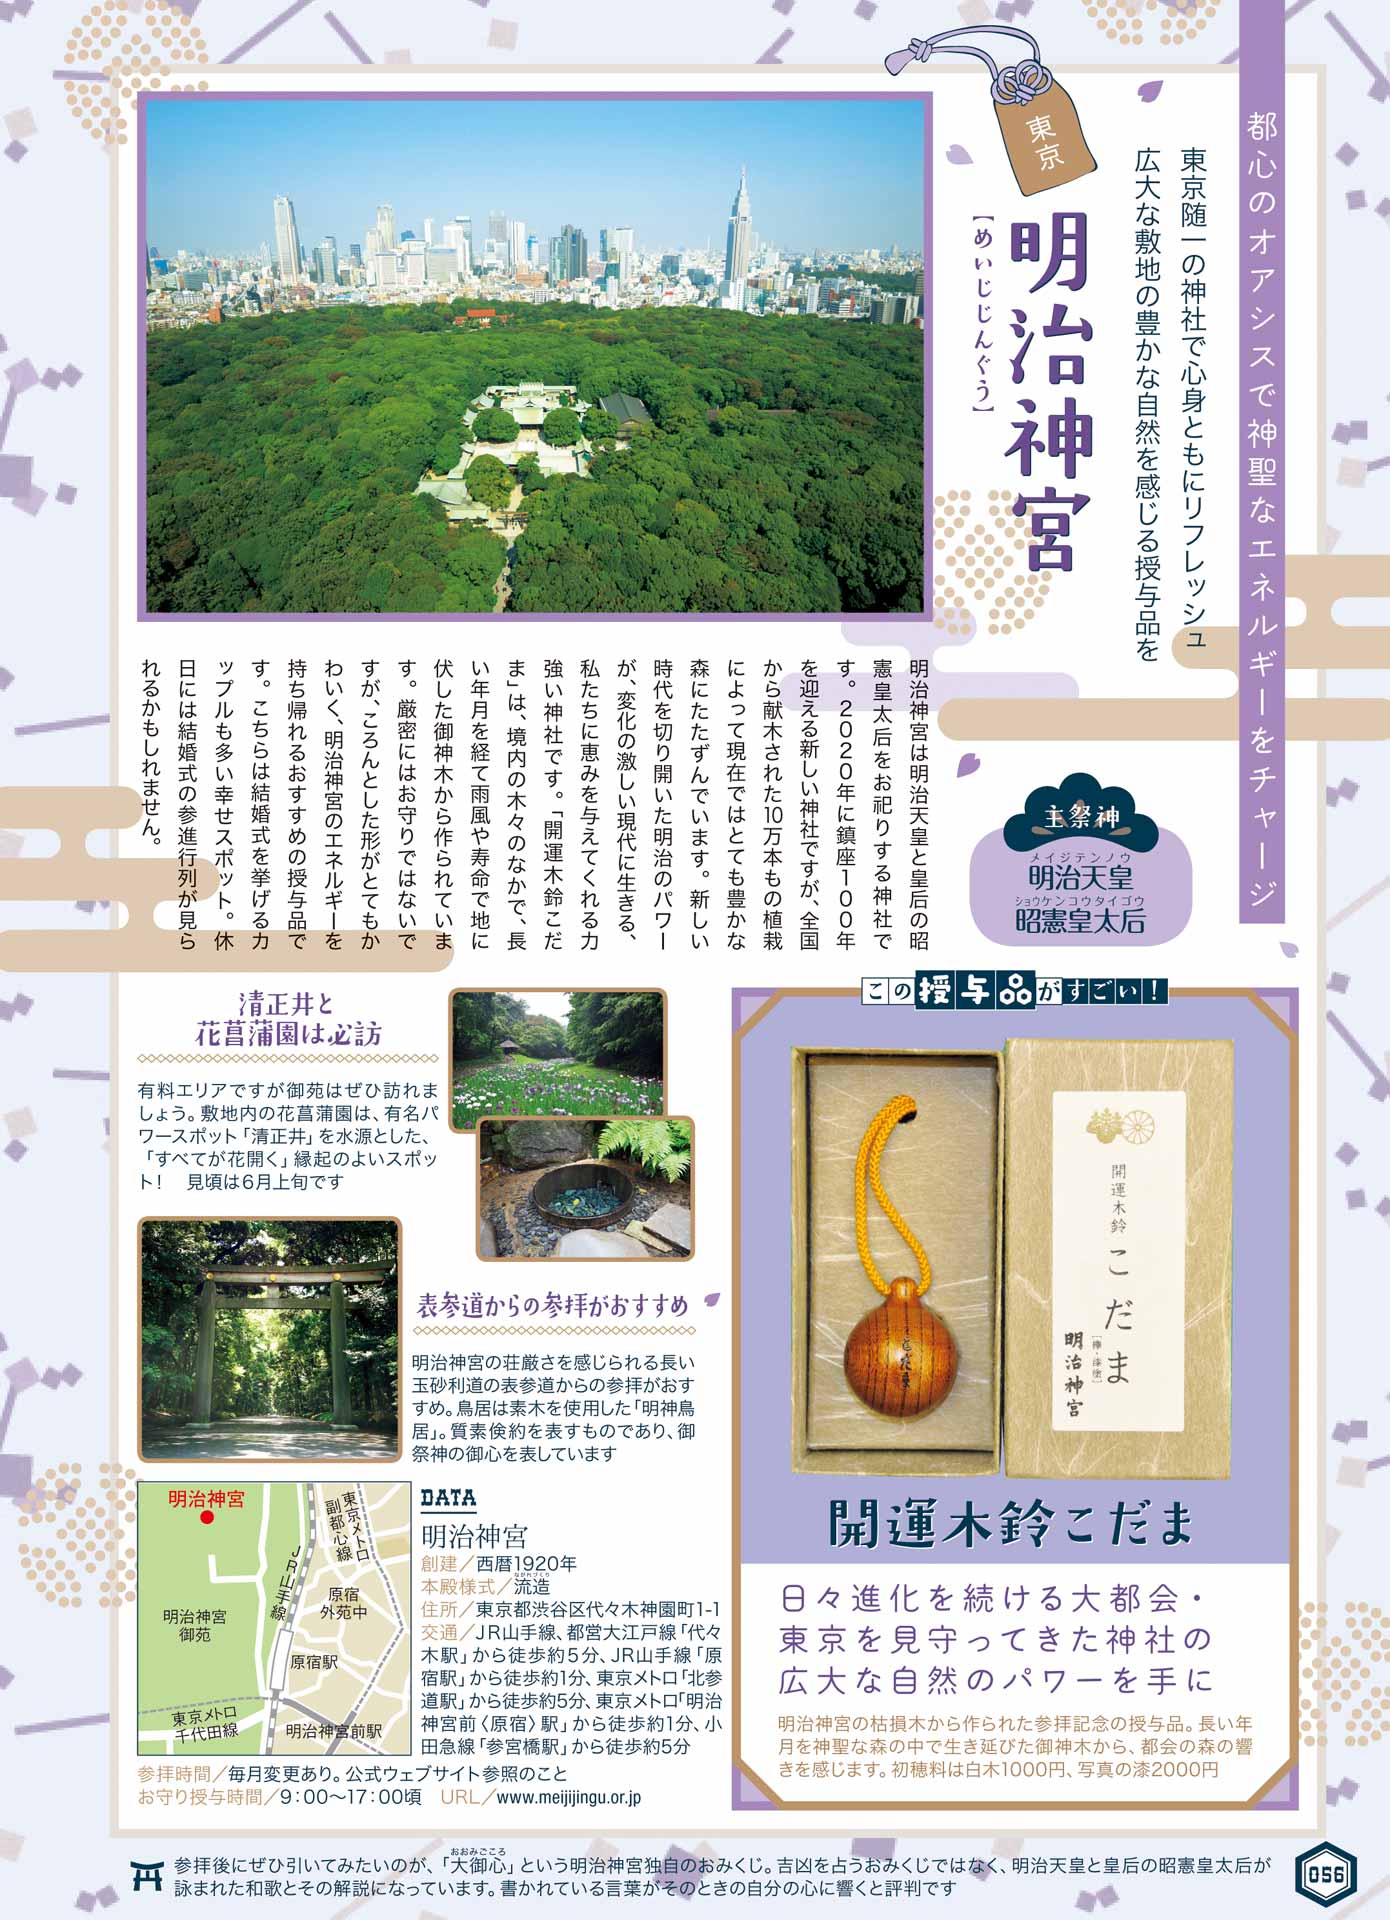 都心のオアシスで神聖なエネルギーをチャージ
東京随一の神社で心身ともにリフレッシュ
広大な敷地の豊かな自然を感じる授与品を
東京
明治神宮
【めいじじんぐう】
主祭神
メイジテンノウ
明治天皇
ショウケンコウタイゴウ
昭憲皇太后
明治神宮は明治天皇と皇后の昭
憲皇太后をお祀りする神社で
す。2020年に鎮座100年
を迎える新しい神社ですが、全国
から献木された10万本もの植栽
によって現在ではとても豊かな
森にたたずんでいます。新しい
時代を切り開いた明治のパワー
が、変化の激しい現代に生きる、
私たちに恵みを与えてくれる力
強い神社です。「開運木鈴こだ
ま」は、境内の木々のなかで、長
い年月を経て雨風や寿命で地に
伏した御神木から作られていま
す。厳密にはお守りではないで
すが、ころんとした形がとてもか
わいく、明治神宮のエネルギーを
持ち帰れるおすすめの授与品で
す。こちらは結婚式を挙げるカ
ップルも多い幸せスポット。休
日には結婚式の参進行列が見ら
れるかもしれません。
清正井と
花菖蒲園は必訪
有料エリアですが御苑はぜひ訪れま
しょう。敷地内の花菖蒲園は、有名パ
ワースポット「清正井」を水源とした、
「すべてが花開く」縁起のよいスポッ
ト！　見頃は6月上旬です
表参道からの参拝がおすすめ
明治神宮の荘厳さを感じられる長い
玉砂利道の表参道からの参拝がおす
すめ。鳥居は素木を使用した「明神鳥
居」。質素倹約を表すものであり、御
祭神の御心を表しています
明治神宮
明治神宮
御苑
JR山手線
東京メトロ
副都心線
原宿
外苑中
原宿駅
東京メトロ
千代田線
明治神宮前駅
DATA
明治神宮
創建／西暦1920年
ながれづくり
本殿様式／流造
住所／東京都渋谷区代々木神園町1-1
交通／JR山手線、都営大江戸線「代々
木駅」から徒歩約5分、JR山手線「原
宿駅」から徒歩約1分、東京メトロ「北参
道駅」から徒歩約5分、東京メトロ「明治
神宮前〈原宿〉駅」から徒歩約1分、小
田急線「参宮橋駅」から徒歩約5分
参拝時間／毎月変更あり。公式ウェブサイト参照のこと
お守り授与時間／9：00〜17：00頃　URL／www.meijijingu.or.jp
この授与品がすごい！
こだま
開運木鈴
こだま
［欅・漆塗］
明治神宮
開運木鈴こだま
日々進化を続ける大都会・
東京を見守ってきた神社の
広大な自然のパワーを手に
明治神宮の枯損木から作られた参拝記念の授与品。長い年
月を神聖な森の中で生き延びた御神木から、都会の森の響
きを感じます。初穂料は白木1000円、写真の漆2000円
おおみごころ
参拝後にぜひ引いてみたいのが、「大御心」という明治神宮独自のおみくじ。吉凶を占うおみくじではなく、明治天皇と皇后の昭憲皇太后が
詠まれた和歌とその解説になっています。書かれている言葉がそのときの自分の心に響くと評判です
056